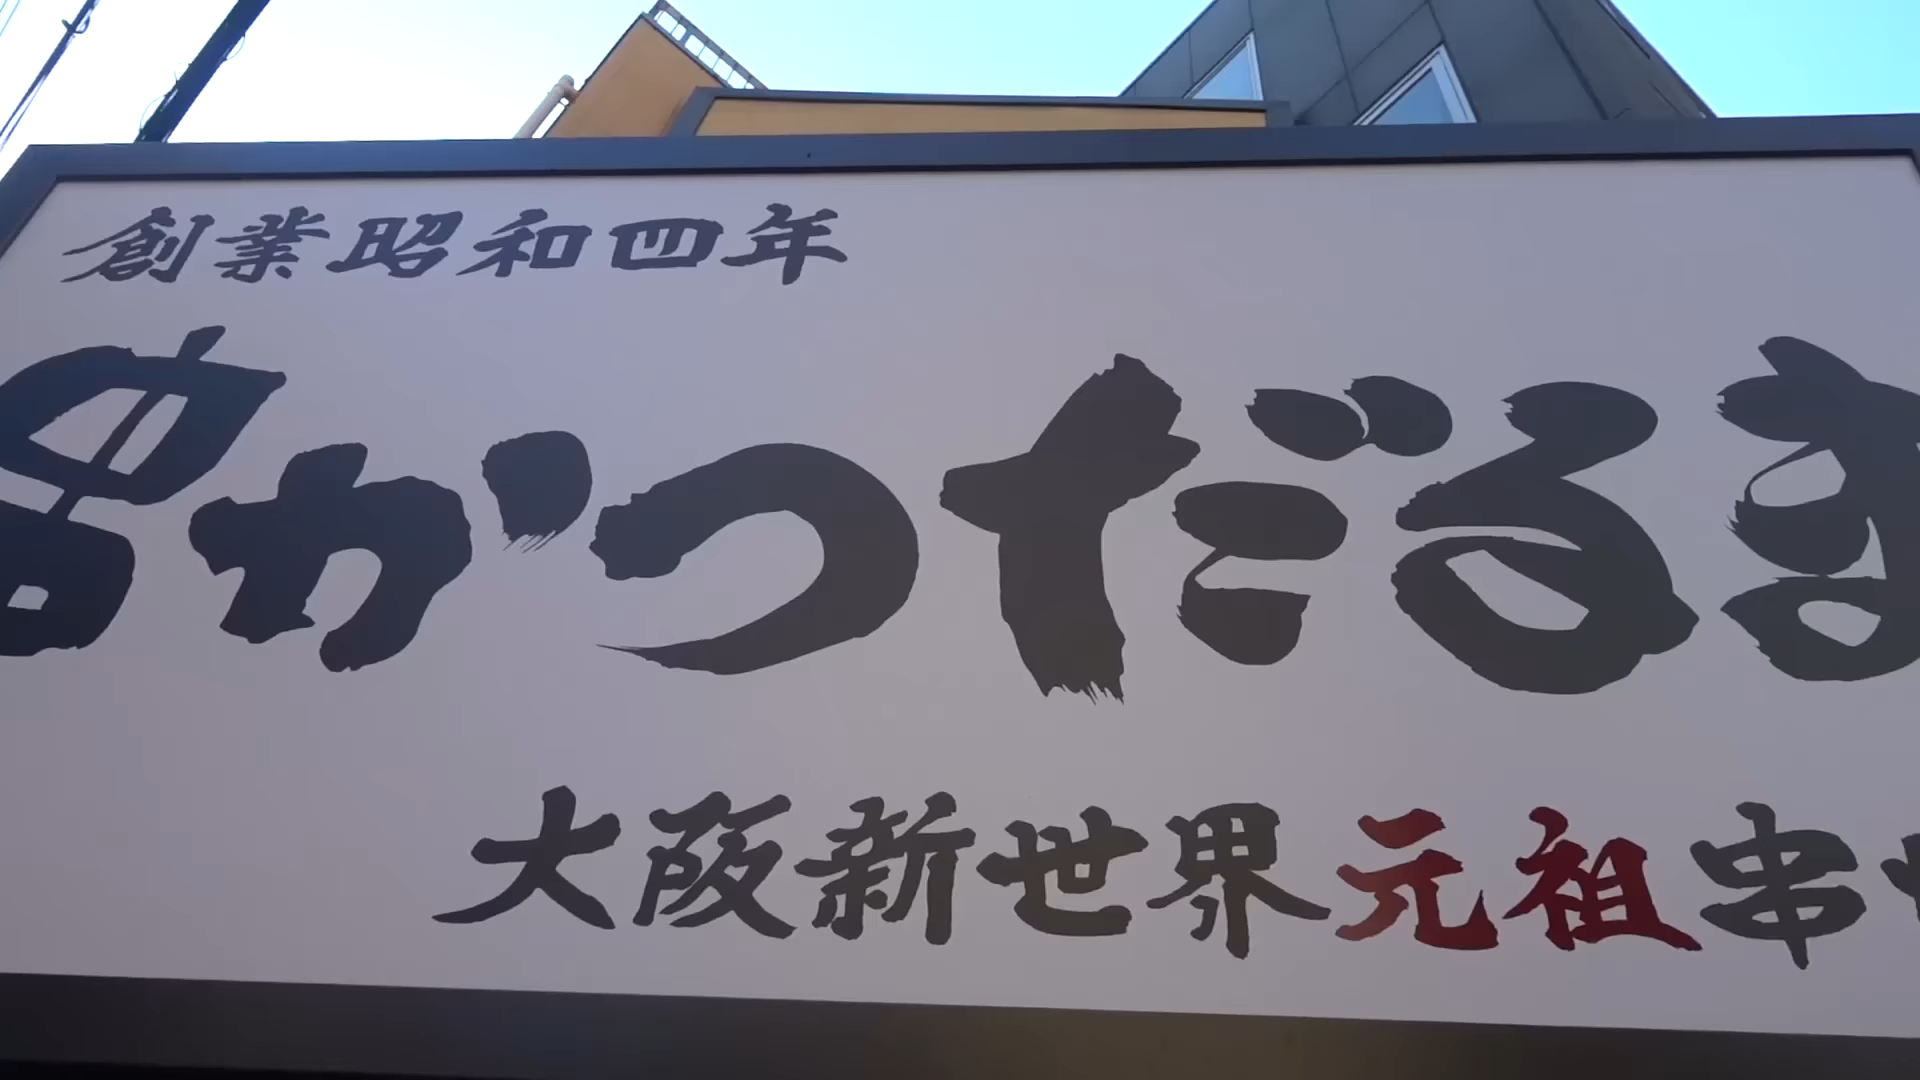 創業昭和四年
串かつだるま
大阪新世界元祖串